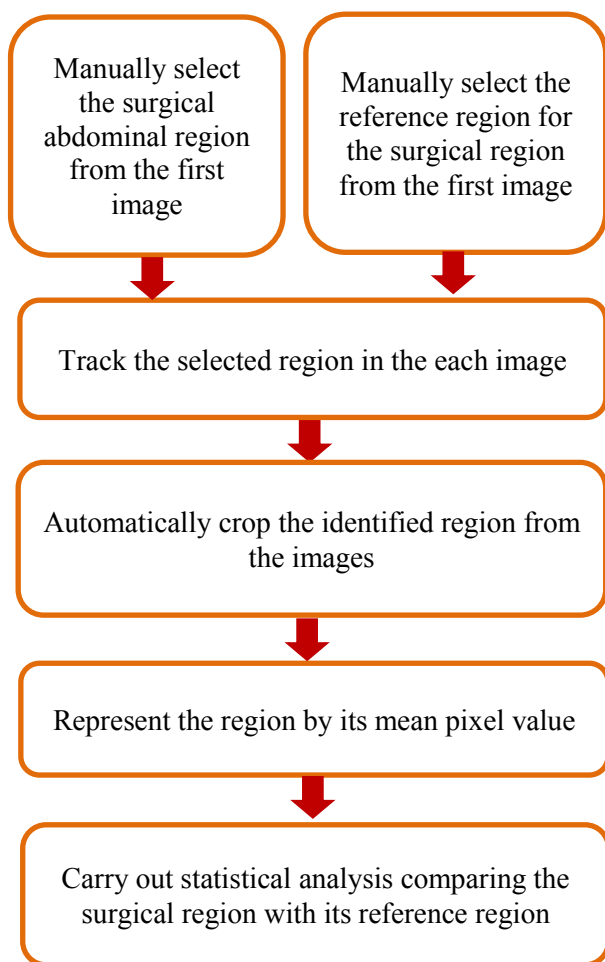 Manually select
the surgical
abdominal region
from the first
image
Manually select the
reference region for
the surgical region
from the first image
Track the selected region in the each image
Automatically crop the identified region from
the images
Represent the region by its mean pixel value
Carry out statistical analysis comparing the
surgical region with its reference region